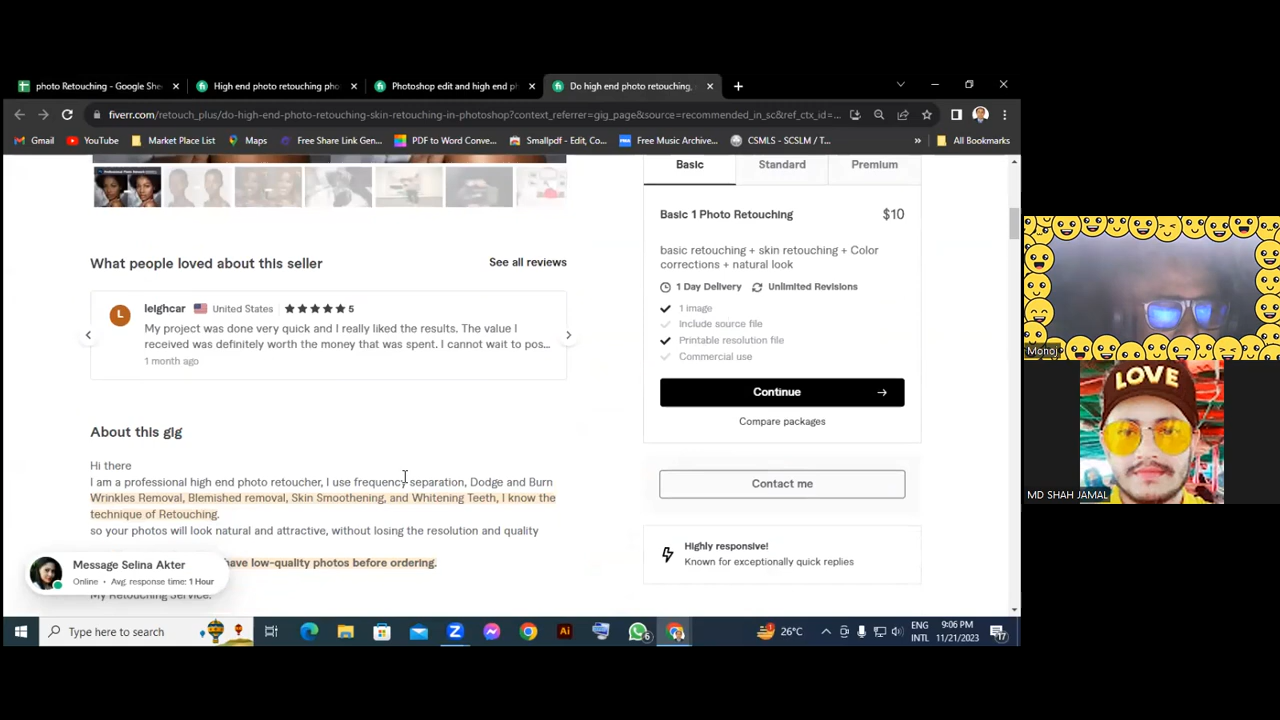 photo Retouching - Google She
High end photo retouching pho
Photoshop edit and high end ph
Do high end photo retouching,
fiverr.com/retouch_plus/do-high-end-photo-retouching-skin-retouching-in-photoshop?context_referrer=gig_page&source=recommended_in_sc&ref_ctx_id=...
Gmail
YouTube
Market Place List
Maps
Free Share Link Gen...
PDF to Word Conve...
Smallpdf - Edit, Co...
Free Music Archive...
CSMLS - SCSLM / T...
»
All Bookmarks
Basic
Standard
Premium
Basic 1 Photo Retouching
$10
basic retouching + skin retouching + Color
corrections + natural look
1 Day Delivery
Unlimited Revisions
1 image
Include source file
Printable resolution file
Commercial use
Continue
Compare packages
Contact me
Highly responsive!
Known for exceptionally quick replies
What people loved about this seller
See all reviews
L
leighcar
United States
5
My project was done very quick and I really liked the results. The value I
received was definitely worth the money that was spent. I cannot wait to pos...
1 month ago
About this gig
Hi there
I am a professional high end photo retoucher, I use frequency separation, Dodge and Burn
Wrinkles Removal, Blemished removal, Skin Smoothening, and Whitening Teeth, I know the
technique of Retouching.
so your photos will look natural and attractive, without losing the resolution and quality
have low-quality photos before ordering.
My Retouching Service:
Message Selina Akter
Online • Avg. response time: 1 Hour
Monoj
LOVE
MD SHAH JAMAL
Type here to search
Ai
6
26°C
ENG
INTL
9:06 PM
11/21/2023
17